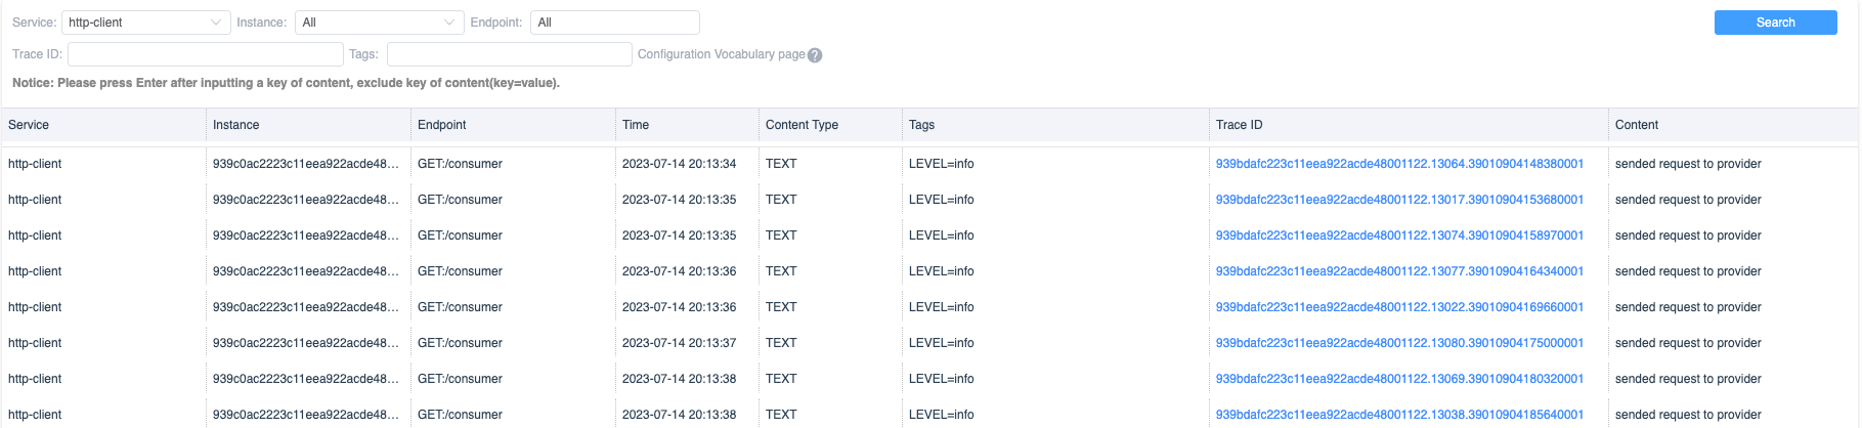 Service: http-client Instance: All Endpoint: All Search
Trace ID: Tags: Configuration Vocabulary page ?
Notice: Please press Enter after inputting a key of content, exclude key of content(key=value).
Service Instance Endpoint Time Content Type Tags Trace ID Content
http-client 939c0ac2223c11eea922acde48... GET:/consumer 2023-07-14 20:13:34 TEXT LEVEL=info 939bdafc223c11eea922acde48001122.13064.39010904148380001 sended request to provider
http-client 939c0ac2223c11eea922acde48... GET:/consumer 2023-07-14 20:13:35 TEXT LEVEL=info 939bdafc223c11eea922acde48001122.13017.39010904153680001 sended request to provider
http-client 939c0ac2223c11eea922acde48... GET:/consumer 2023-07-14 20:13:35 TEXT LEVEL=info 939bdafc223c11eea922acde48001122.13074.39010904158970001 sended request to provider
http-client 939c0ac2223c11eea922acde48... GET:/consumer 2023-07-14 20:13:36 TEXT LEVEL=info 939bdafc223c11eea922acde48001122.13077.39010904164340001 sended request to provider
http-client 939c0ac2223c11eea922acde48... GET:/consumer 2023-07-14 20:13:36 TEXT LEVEL=info 939bdafc223c11eea922acde48001122.13022.39010904169660001 sended request to provider
http-client 939c0ac2223c11eea922acde48... GET:/consumer 2023-07-14 20:13:37 TEXT LEVEL=info 939bdafc223c11eea922acde48001122.13080.39010904175000001 sended request to provider
http-client 939c0ac2223c11eea922acde48... GET:/consumer 2023-07-14 20:13:38 TEXT LEVEL=info 939bdafc223c11eea922acde48001122.13069.39010904180320001 sended request to provider
http-client 939c0ac2223c11eea922acde48... GET:/consumer 2023-07-14 20:13:38 TEXT LEVEL=info 939bdafc223c11eea922acde48001122.13038.39010904185640001 sended request to provider